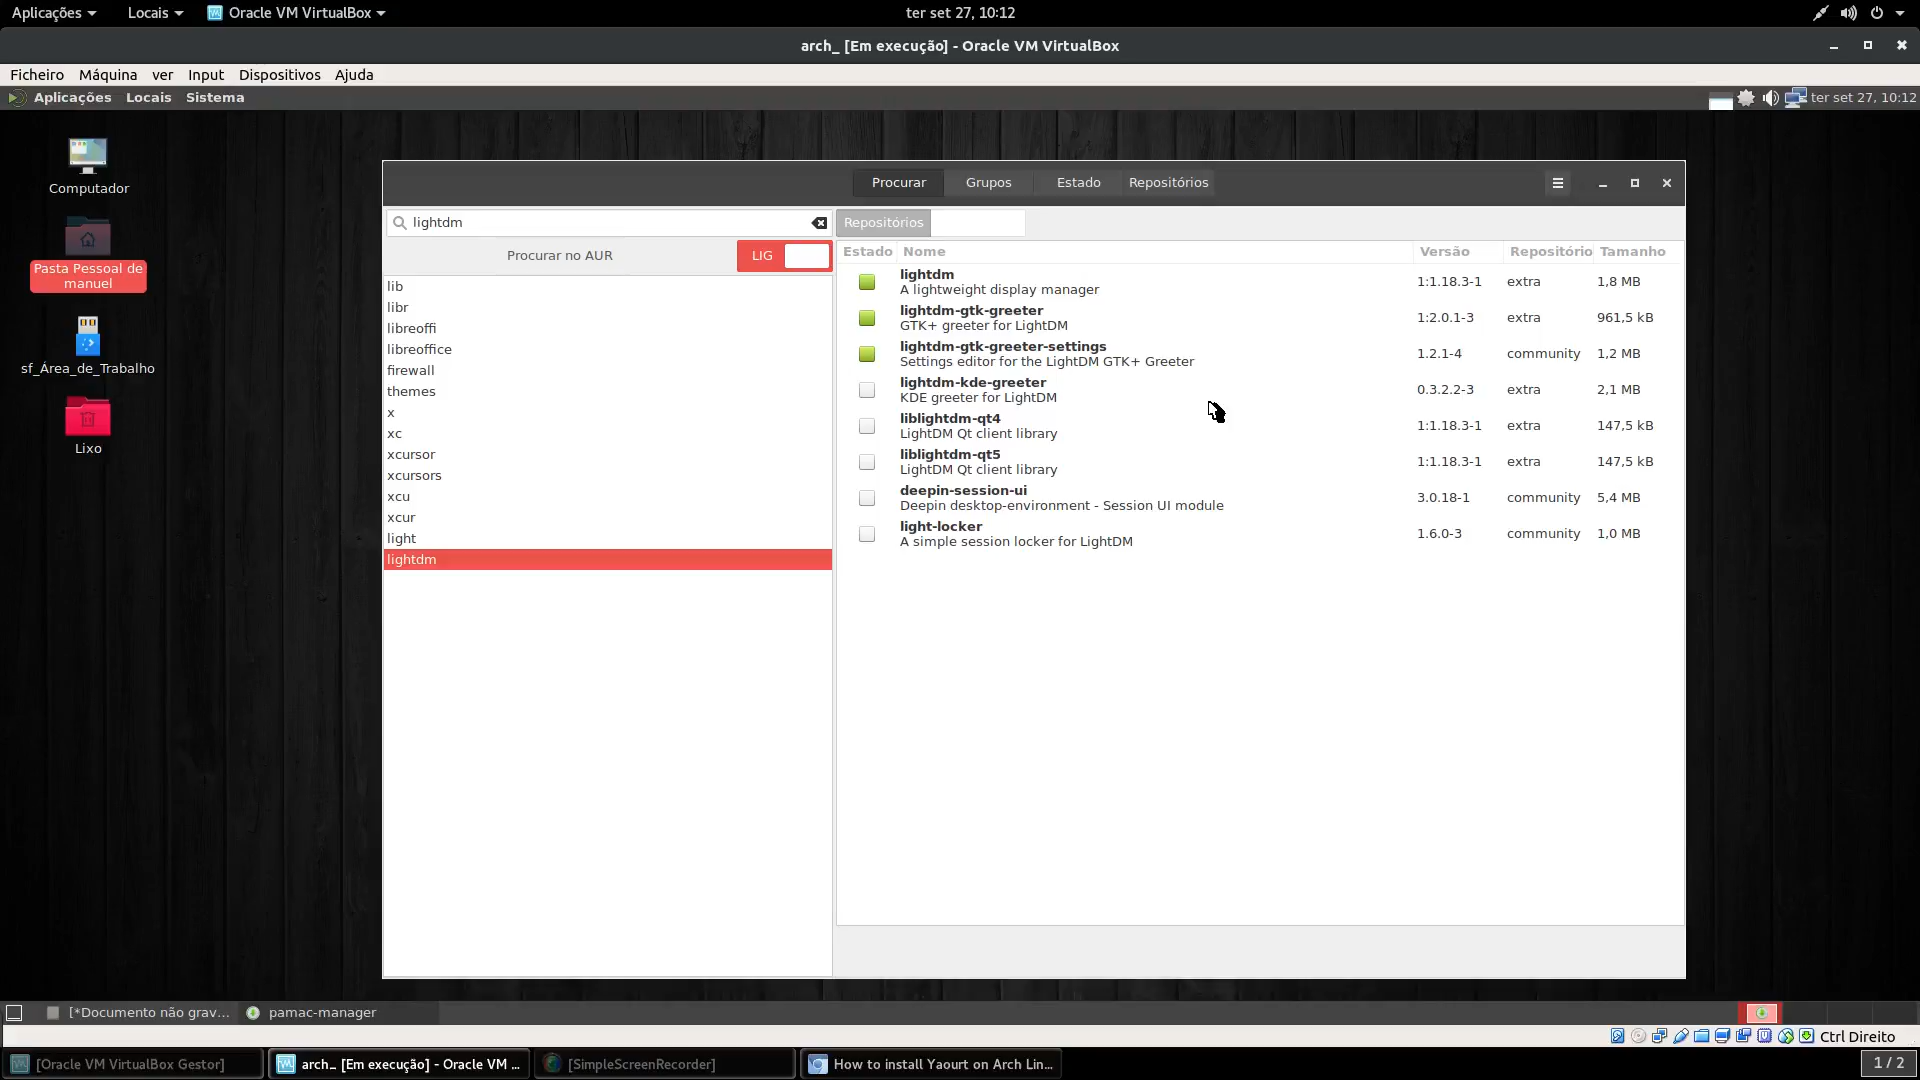 Aplicações Locais Oracle VM VirtualBox ter set 27, 10:12
arch_ [Em execução] - Oracle VM VirtualBox
Ficheiro Máquina ver Input Dispositivos Ajuda
Aplicações Locais Sistema ter set 27, 10:12
Computador
Pasta Pessoal de
manuel
sf_Área_de_Trabalho
Lixo
Procurar Grupos Estado Repositórios
lightdm
Procurar no AUR LIG
lib
libr
libreoffi
libreoffice
firewall
themes
x
xc
xcursor
xcursors
xcu
xcur
light
lightdm
Repositórios
Estado Nome Versão Repositório Tamanho
lightdm
A lightweight display manager 1:1.18.3-1 extra 1,8 MB
lightdm-gtk-greeter
GTK+ greeter for LightDM 1:2.0.1-3 extra 961,5 kB
lightdm-gtk-greeter-settings
Settings editor for the LightDM GTK+ Greeter 1.2.1-4 community 1,2 MB
lightdm-kde-greeter
KDE greeter for LightDM 0.3.2.2-3 extra 2,1 MB
liblightdm-qt4
LightDM Qt client library 1:1.18.3-1 extra 147,5 kB
liblightdm-qt5
LightDM Qt client library 1:1.18.3-1 extra 147,5 kB
deepin-session-ui
Deepin desktop-environment - Session UI module 3.0.18-1 community 5,4 MB
light-locker
A simple session locker for LightDM 1.6.0-3 community 1,0 MB
[*Documento não grav... pamac-manager
Ctrl Direito
[Oracle VM VirtualBox Gestor] arch_ [Em execução] - Oracle VM ... [SimpleScreenRecorder] How to install Yaourt on Arch Lin... 1 / 2